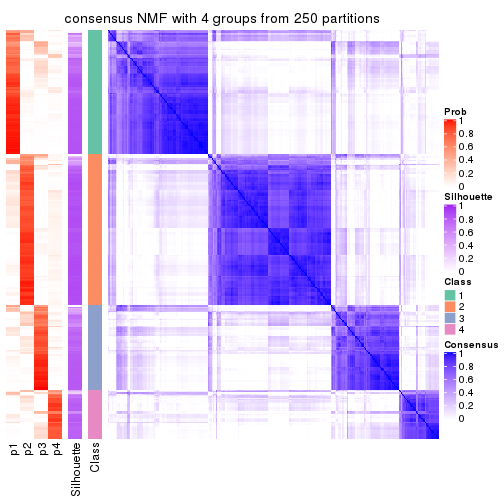 consensus NMF with 4 groups from 250 partitions
Prob
1
0.8
0.6
0.4
0.2
0
Silhouette
1
0.8
0.6
0.4
0.2
0
Class
1
2
3
4
Consensus
1
0.8
0.6
0.4
0.2
0
p1
p2
p3
p4
Silhouette
Class